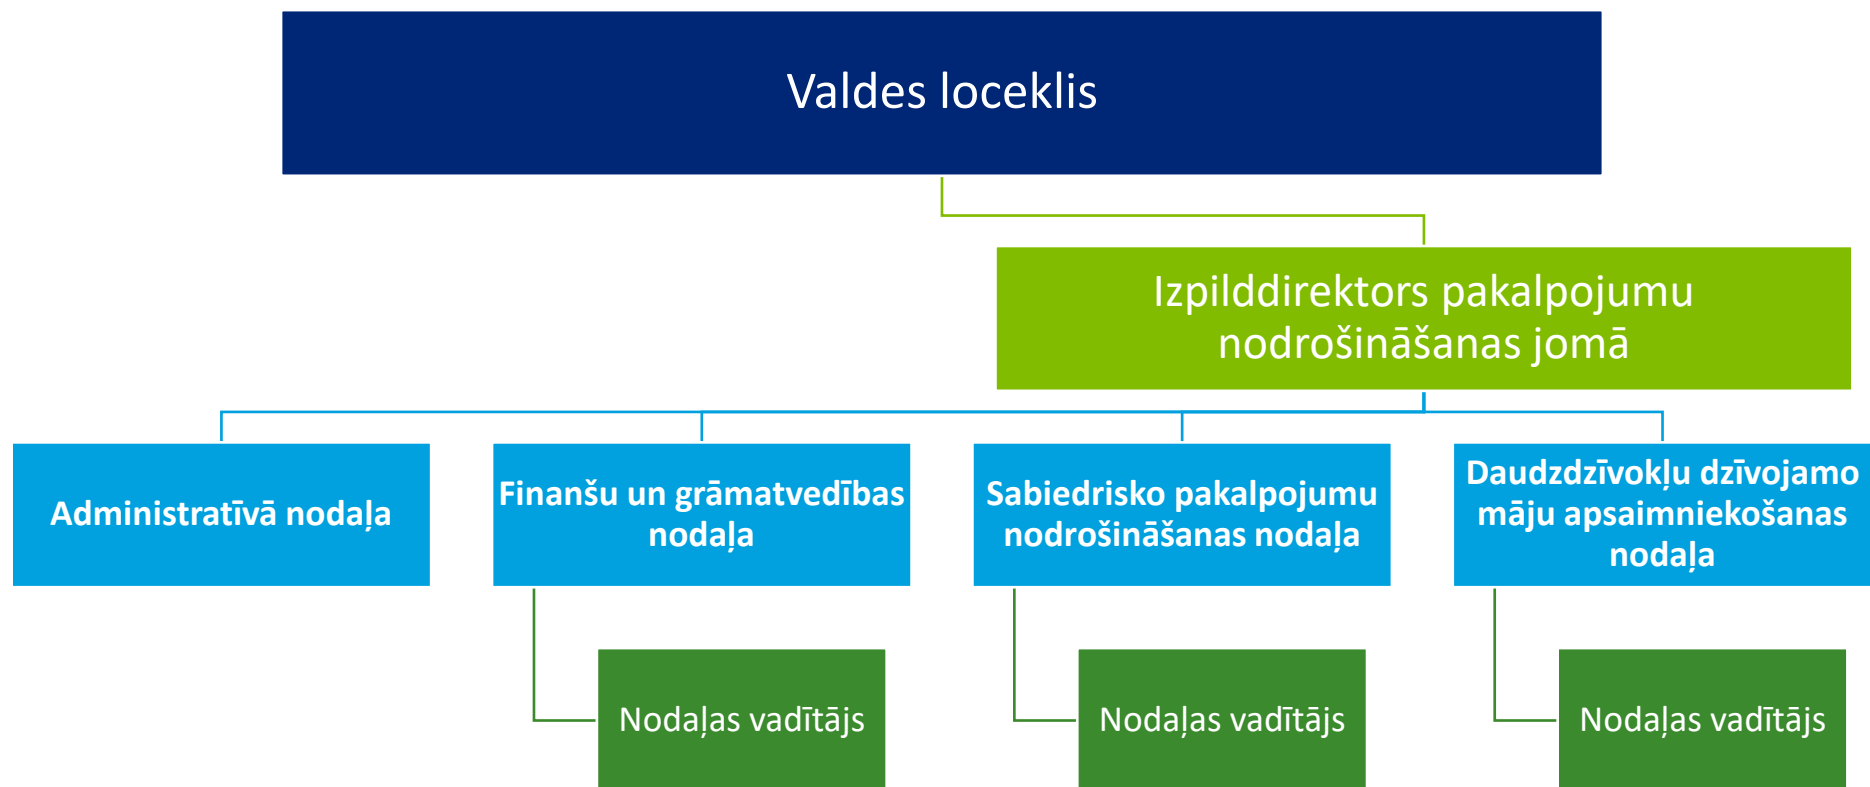 Valdes loceklis
Izpilddirektors pakalpojumu
nodrošināšanas jomā
Administratīvā nodaļa
Finanšu un grāmatvedības
nodaļa
Sabiedrisko pakalpojumu
nodrošināšanas nodaļa
Daudzdzīvokļu dzīvojamo
māju apsaimniekošanas
nodaļa
Nodaļas vadītājs
Nodaļas vadītājs
Nodaļas vadītājs